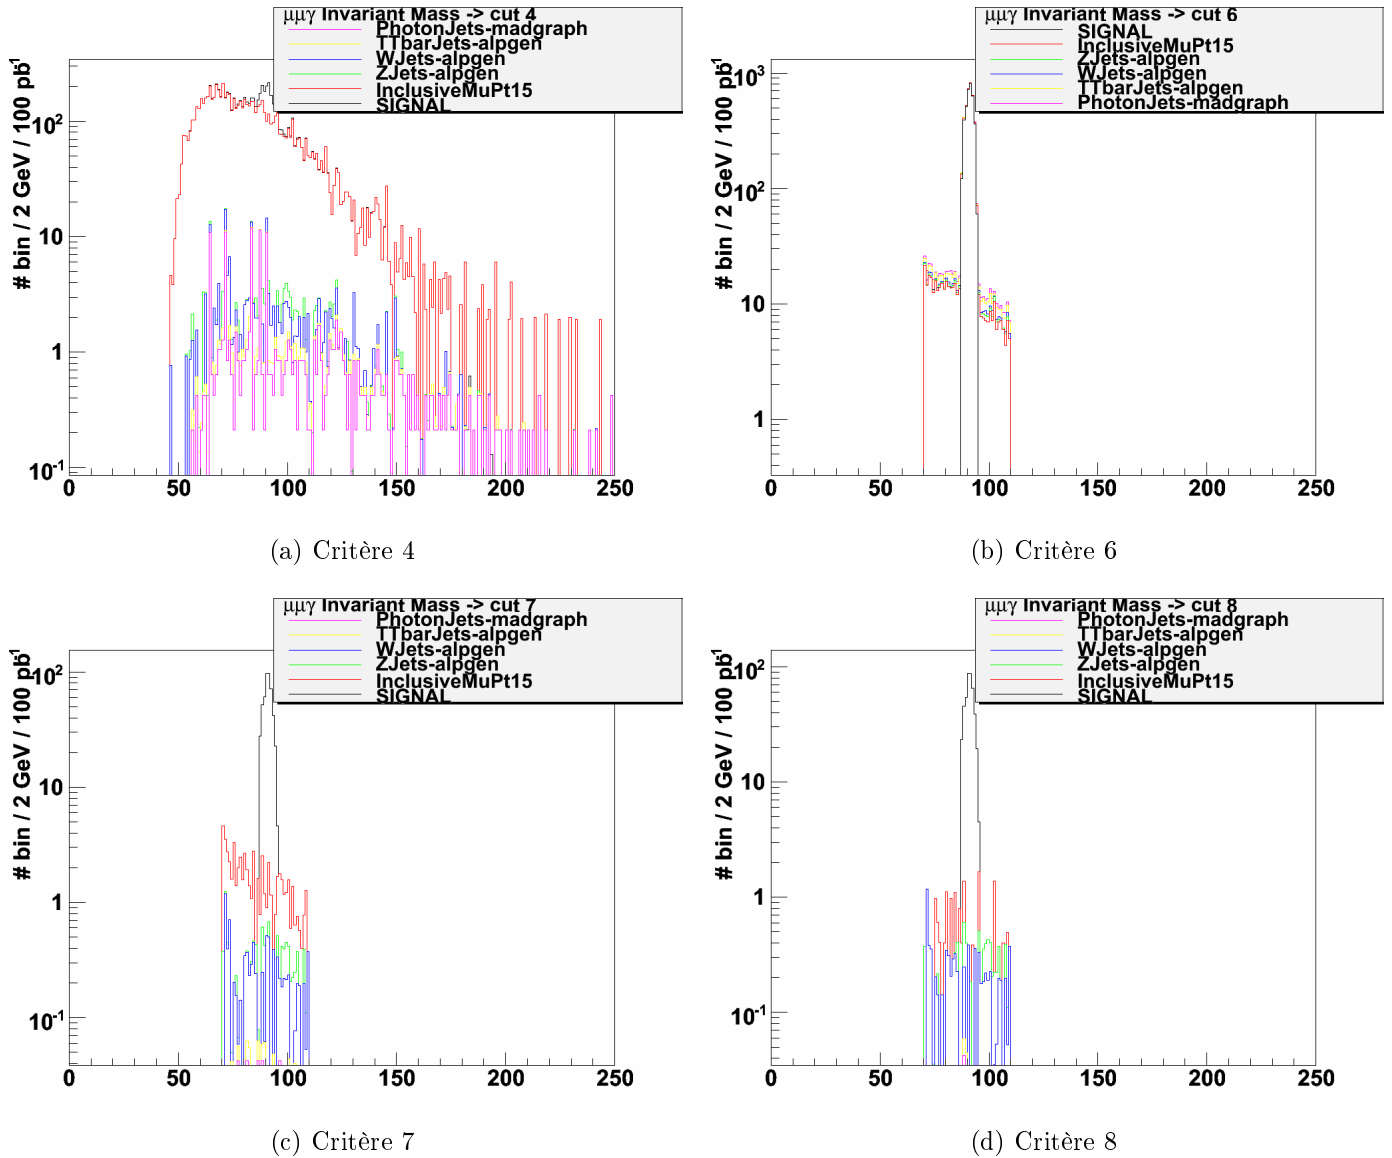 μμγ Invariant Mass -> cut 4
PhotonJets-madgraph
TTbarJets-alpgen
WJets-alpgen
ZJets-alpgen
InclusiveMuPt15
SIGNAL
# bin / 2 GeV / 100 pb-1
10²
10
1
10-1
0 50 100 150 200 250
(a) Critère 4
μμγ Invariant Mass -> cut 6
SIGNAL
InclusiveMuPt15
ZJets-alpgen
WJets-alpgen
TTbarJets-alpgen
PhotonJets-madgraph
# bin / 2 GeV / 100 pb-1
10³
10²
10
1
0 50 100 150 200 250
(b) Critère 6
μμγ Invariant Mass -> cut 7
PhotonJets-madgraph
TTbarJets-alpgen
WJets-alpgen
ZJets-alpgen
InclusiveMuPt15
SIGNAL
# bin / 2 GeV / 100 pb-1
10²
10
1
10-1
0 50 100 150 200 250
(c) Critère 7
μμγ Invariant Mass -> cut 8
PhotonJets-madgraph
TTbarJets-alpgen
WJets-alpgen
ZJets-alpgen
InclusiveMuPt15
SIGNAL
# bin / 2 GeV / 100 pb-1
10²
10
1
10-1
0 50 100 150 200 250
(d) Critère 8